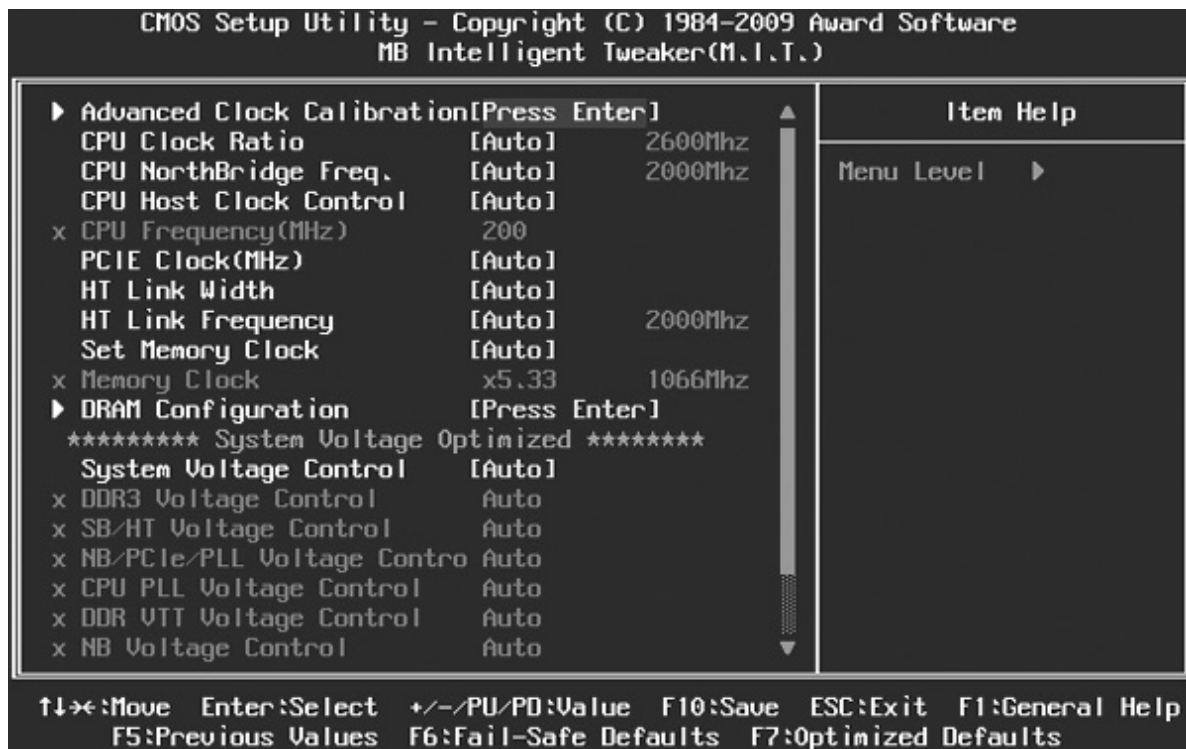 CMOS Setup Utility - Copyright (C) 1984-2009 Award Software
MB Intelligent Tweaker(M.I.T.)
▶ Advanced Clock Calibration[Press Enter]
CPU Clock Ratio [Auto] 2600Mhz
CPU NorthBridge Freq. [Auto] 2000Mhz
CPU Host Clock Control [Auto]
x CPU Frequency(MHz) 200
PCIE Clock(MHz) [Auto]
HT Link Width [Auto]
HT Link Frequency [Auto] 2000Mhz
Set Memory Clock [Auto]
x Memory Clock x5.33 1066Mhz
▶ DRAM Configuration [Press Enter]
********* System Voltage Optimized ********
System Voltage Control [Auto]
x DDR3 Voltage Control Auto
x SB/HT Voltage Control Auto
x NB/PCIe/PLL Voltage Contro Auto
x CPU PLL Voltage Control Auto
x DDR VTT Voltage Control Auto
x NB Voltage Control Auto
Item Help
Menu Level ▶
↑↓→←:Move Enter:Select +/-/PU/PD:Value F10:Save ESC:Exit F1:General Help
F5:Previous Values F6:Fail-Safe Defaults F7:Optimized Defaults